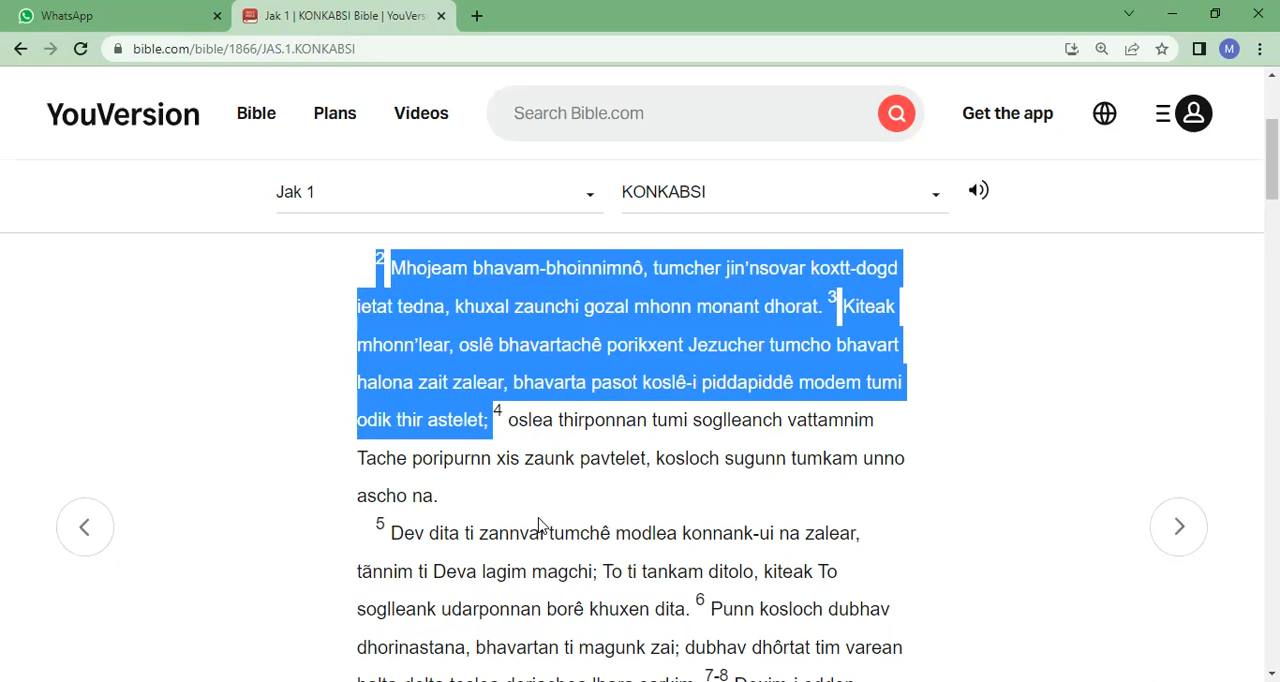 WhatsApp
Jak 1 | KONKABSI Bible | YouVers
bible.com/bible/1866/JAS.1.KONKABSI
M
YouVersion
Bible
Plans
Videos
Search Bible.com
Get the app
Jak 1
KONKABSI
2 Mhojeam bhavam-bhoinnimnô, tumcher jin’nsovar koxtt-dogd
ietat tedna, khuxal zaunchi gozal mhonn monant dhorat. 3 Kiteak
mhonn’lear, oslê bhavartachê porikxent Jezucher tumcho bhavart
halona zait zalear, bhavarta pasot koslê-i piddapiddê modem tumi
odik thir astelet; 4 oslea thirponnan tumi soglleanch vattamnim
Tache poripurnn xis zaunk pavtelet, kosloch sugunn tumkam unno
ascho na.
5 Dev dita ti zannvai tumchê modlea konnank-ui na zalear,
tãnnim ti Deva lagim magchi; To ti tankam ditolo, kiteak To
soglleank udarponnan borê khuxen dita. 6 Punn kosloch dubhav
dhorinastana, bhavartan ti magunk zai; dubhav dhôrtat tim varean
7-8